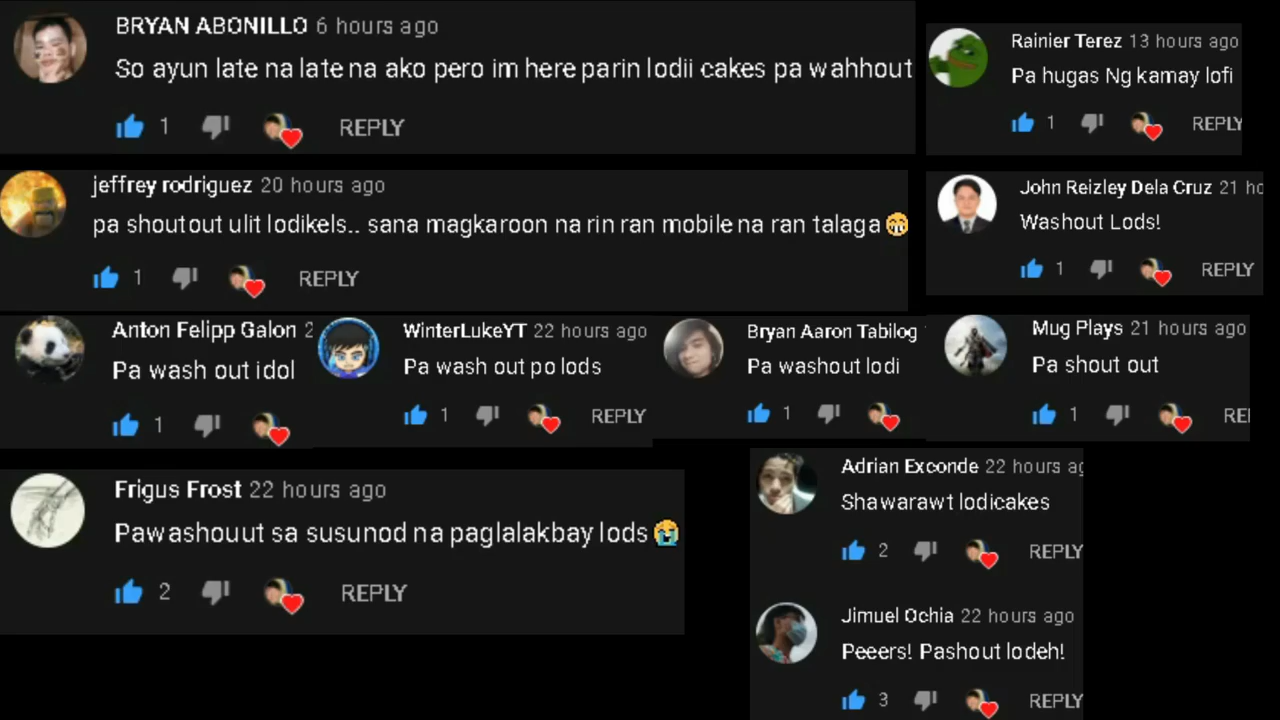 BRYAN ABONILLO 6 hours ago
So ayun late na late na ako pero im here parin lodii cakes pa wahhout
1 REPLY
Rainier Terez 13 hours ago
Pa hugas Ng kamay lofi
1 REPLY
jeffrey rodriguez 20 hours ago
pa shoutout ulit lodikels.. sana magkaroon na rin ran mobile na ran talaga 😭
1 REPLY
John Reizley Dela Cruz 21 ho
Washout Lods!
1 REPLY
Anton Felipp Galon 2
Pa wash out idol
1
WinterLukeYT 22 hours ago
Pa wash out po lods
1 REPLY
Bryan Aaron Tabilog
Pa washout lodi
1
Mug Plays 21 hours ago
Pa shout out
1 RE
Frigus Frost 22 hours ago
Pawashouut sa susunod na paglalakbay lods 😭
2 REPLY
Adrian Exconde 22 hours ag
Shawarawt lodicakes
2 REPLY
Jimuel Ochia 22 hours ago
Peeers! Pashout lodeh!
3 REPLY